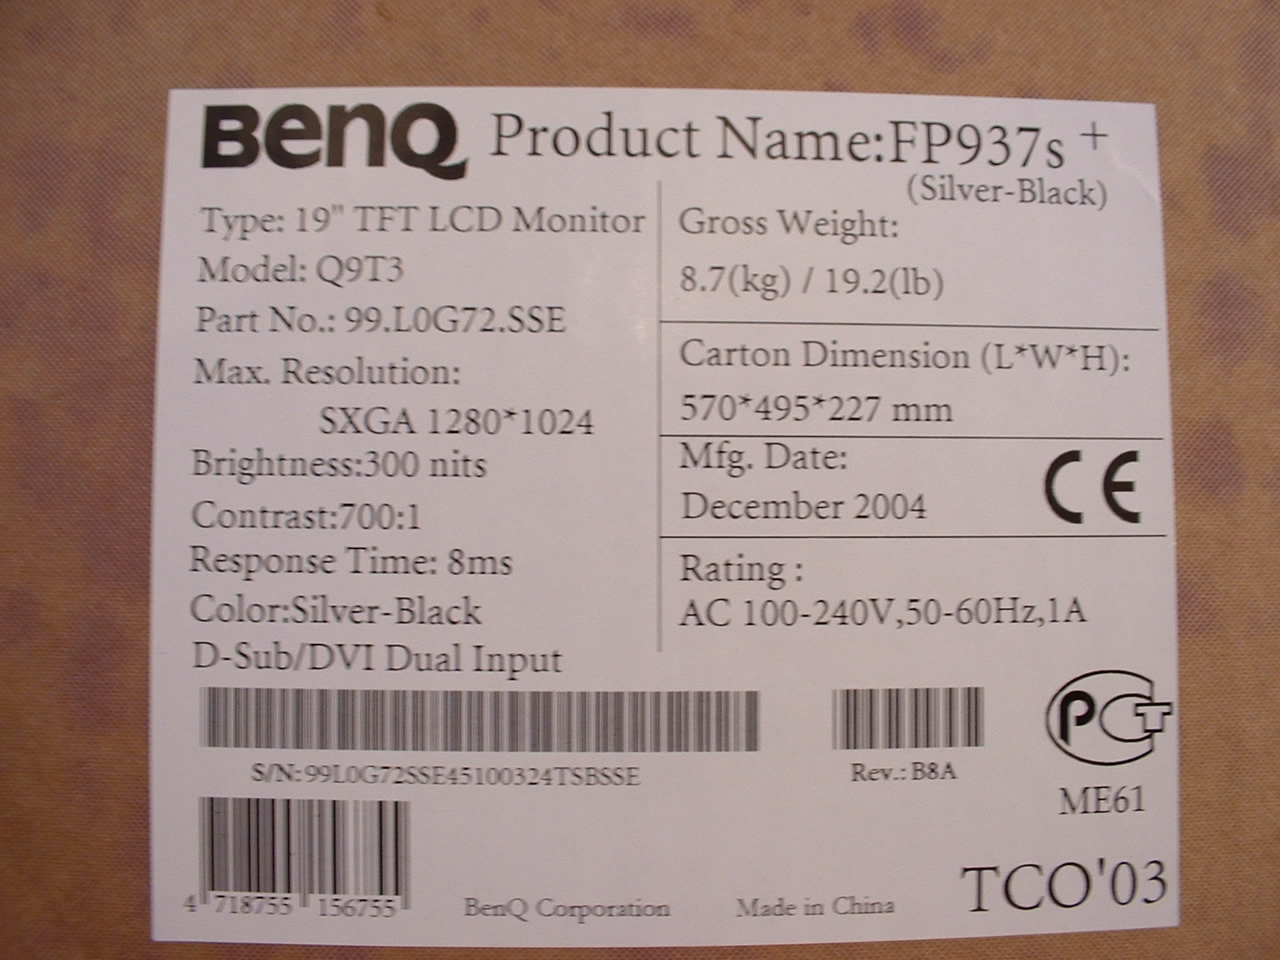 BenQ Product Name:FP937s +
(Silver-Black)
Type: 19" TFT LCD Monitor
Model: Q9T3
Part No.: 99.L0G72.SSE
Max. Resolution:
SXGA 1280*1024
Brightness:300 nits
Contrast:700:1
Response Time: 8ms
Color:Silver-Black
D-Sub/DVI Dual Input
Gross Weight:
8.7(kg) / 19.2(lb)
Carton Dimension (L*W*H):
570*495*227 mm
Mfg. Date:
December 2004
CE
Rating :
AC 100-240V,50-60Hz,1A
S/N:99L0G72SSE45100324TSBSSE
Rev.: B8A
PCT
ME61
4 718755 156755
BenQ Corporation
Made in China
TCO'03